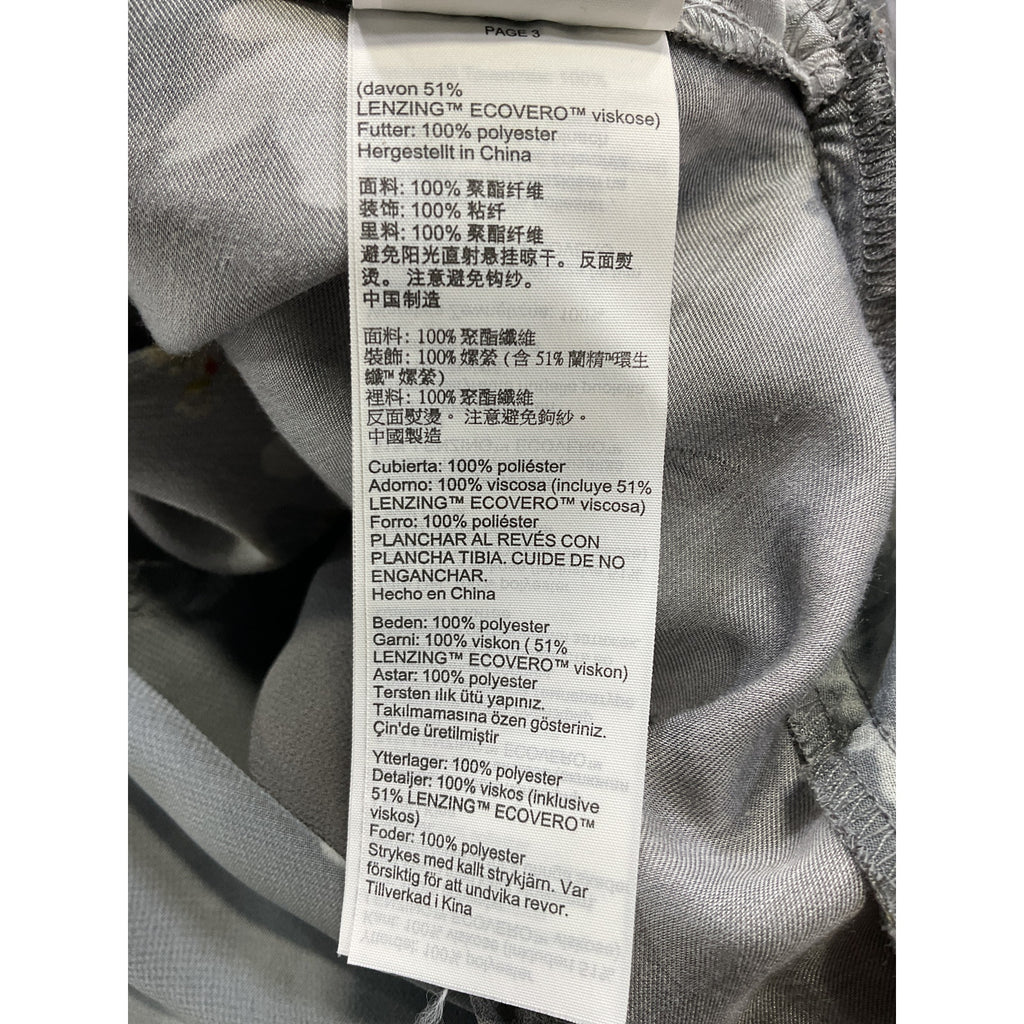 PAGE 3
(davon 51%
LENZING™ ECOVERO™ viskose)
Futter: 100% polyester
Hergestellt in China
面料: 100% 聚酯纤维
装饰: 100% 粘纤
里料: 100% 聚酯纤维
避免阳光直射悬挂晾干。反面熨
烫。 注意避免钩纱。
中国制造
面料: 100% 聚酯纖維
裝飾: 100% 嫘縈 (含 51% 蘭精™環生
纖™ 嫘縈)
裡料: 100% 聚酯纖維
反面熨燙。 注意避免鉤紗。
中國製造
Cubierta: 100% poliéster
Adorno: 100% viscosa (incluye 51%
LENZING™ ECOVERO™ viscosa)
Forro: 100% poliéster
PLANCHAR AL REVÉS CON
PLANCHA TIBIA. CUIDE DE NO
ENGANCHAR.
Hecho en China
Beden: 100% polyester
Garni: 100% viskon ( 51%
LENZING™ ECOVERO™ viskon)
Astar: 100% polyester
Tersten ılık ütü yapınız.
Takılmamasına özen gösteriniz.
Çin'de üretilmiştir
Ytterlager: 100% polyester
Detaljer: 100% viskos (inklusive
51% LENZING™ ECOVERO™
viskos)
Foder: 100% polyester
Strykes med kallt strykjärn. Var
försiktig för att undvika revor.
Tillverkad i Kina